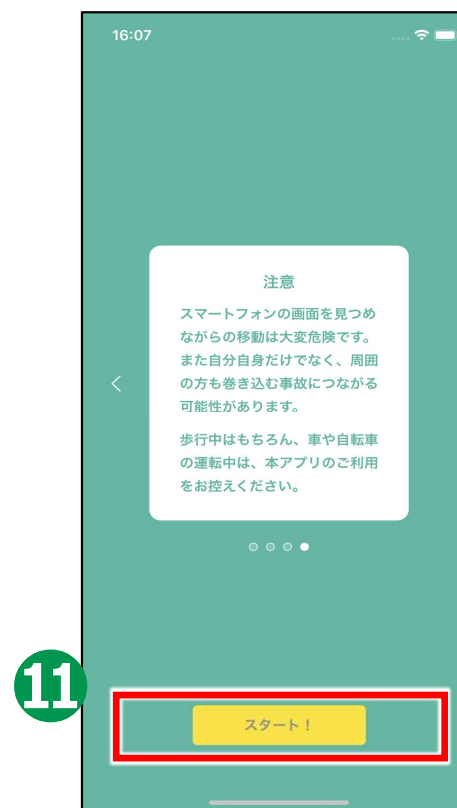 16:07
注意
スマートフォンの画面を見つめ
ながらの移動は大変危険です。
また自分自身だけでなく、周囲
の方も巻き込む事故につながる
可能性があります。
歩行中はもちろん、車や自転車
の運転中は、本アプリのご利用
をお控えください。
11
スタート！